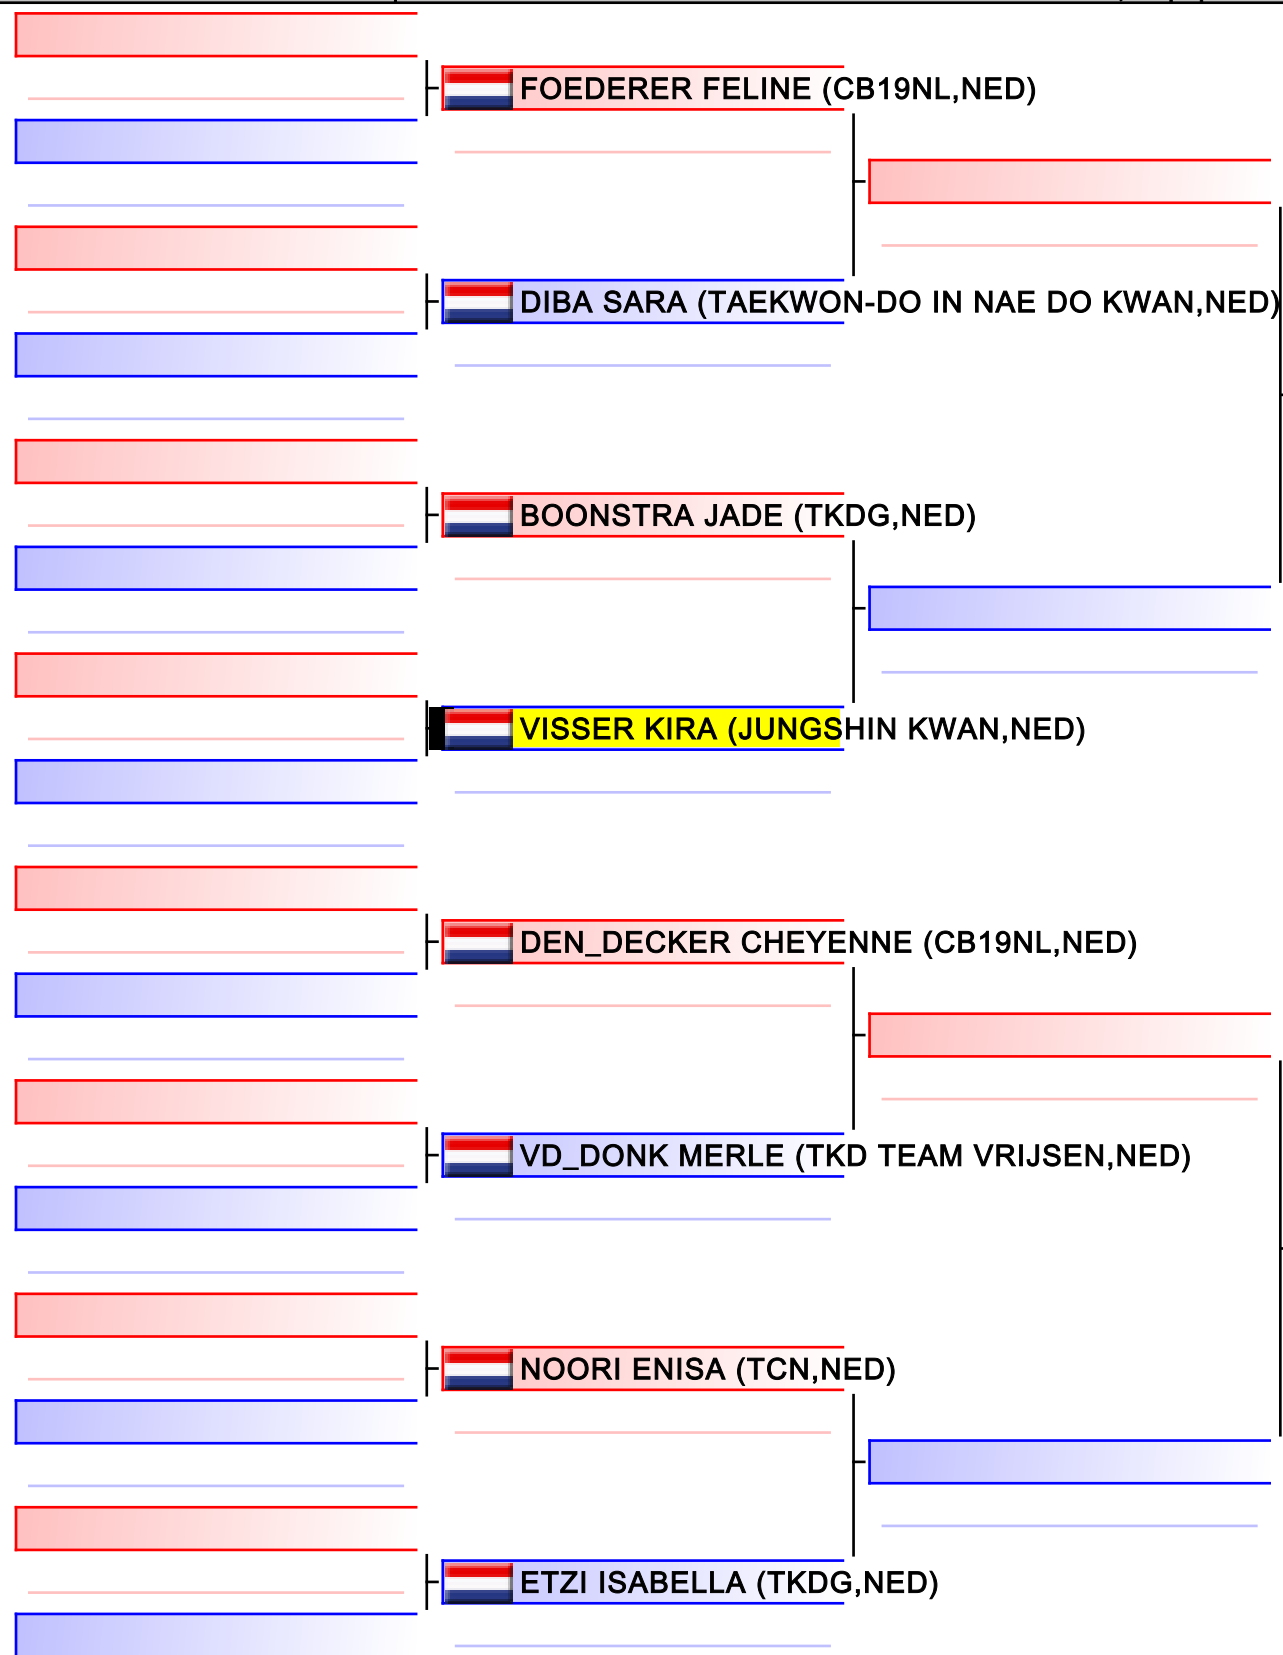 FOEDERER FELINE (CB19NL,NED)
DIBA SARA (TAEKWON-DO IN NAE DO KWAN,NED)
BOONSTRA JADE (TKDG,NED)
VISSER KIRA (JUNGSHIN KWAN,NED)
DEN_DECKER CHEYENNE (CB19NL,NED)
VD_DONK MERLE (TKD TEAM VRIJSEN,NED)
NOORI ENISA (TCN,NED)
ETZI ISABELLA (TKDG,NED)